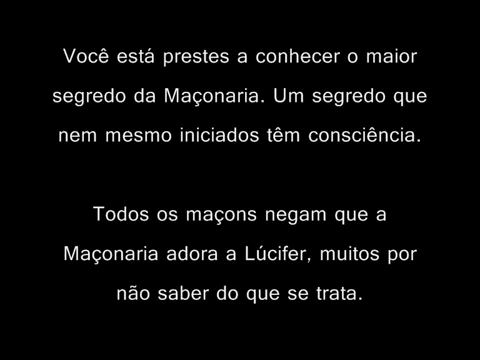 Você está prestes a conhecer o maior
segredo da Maçonaria. Um segredo que
nem mesmo iniciados têm consciência.
Todos os maçons negam que a
Maçonaria adora a Lúcifer, muitos por
não saber do que se trata.